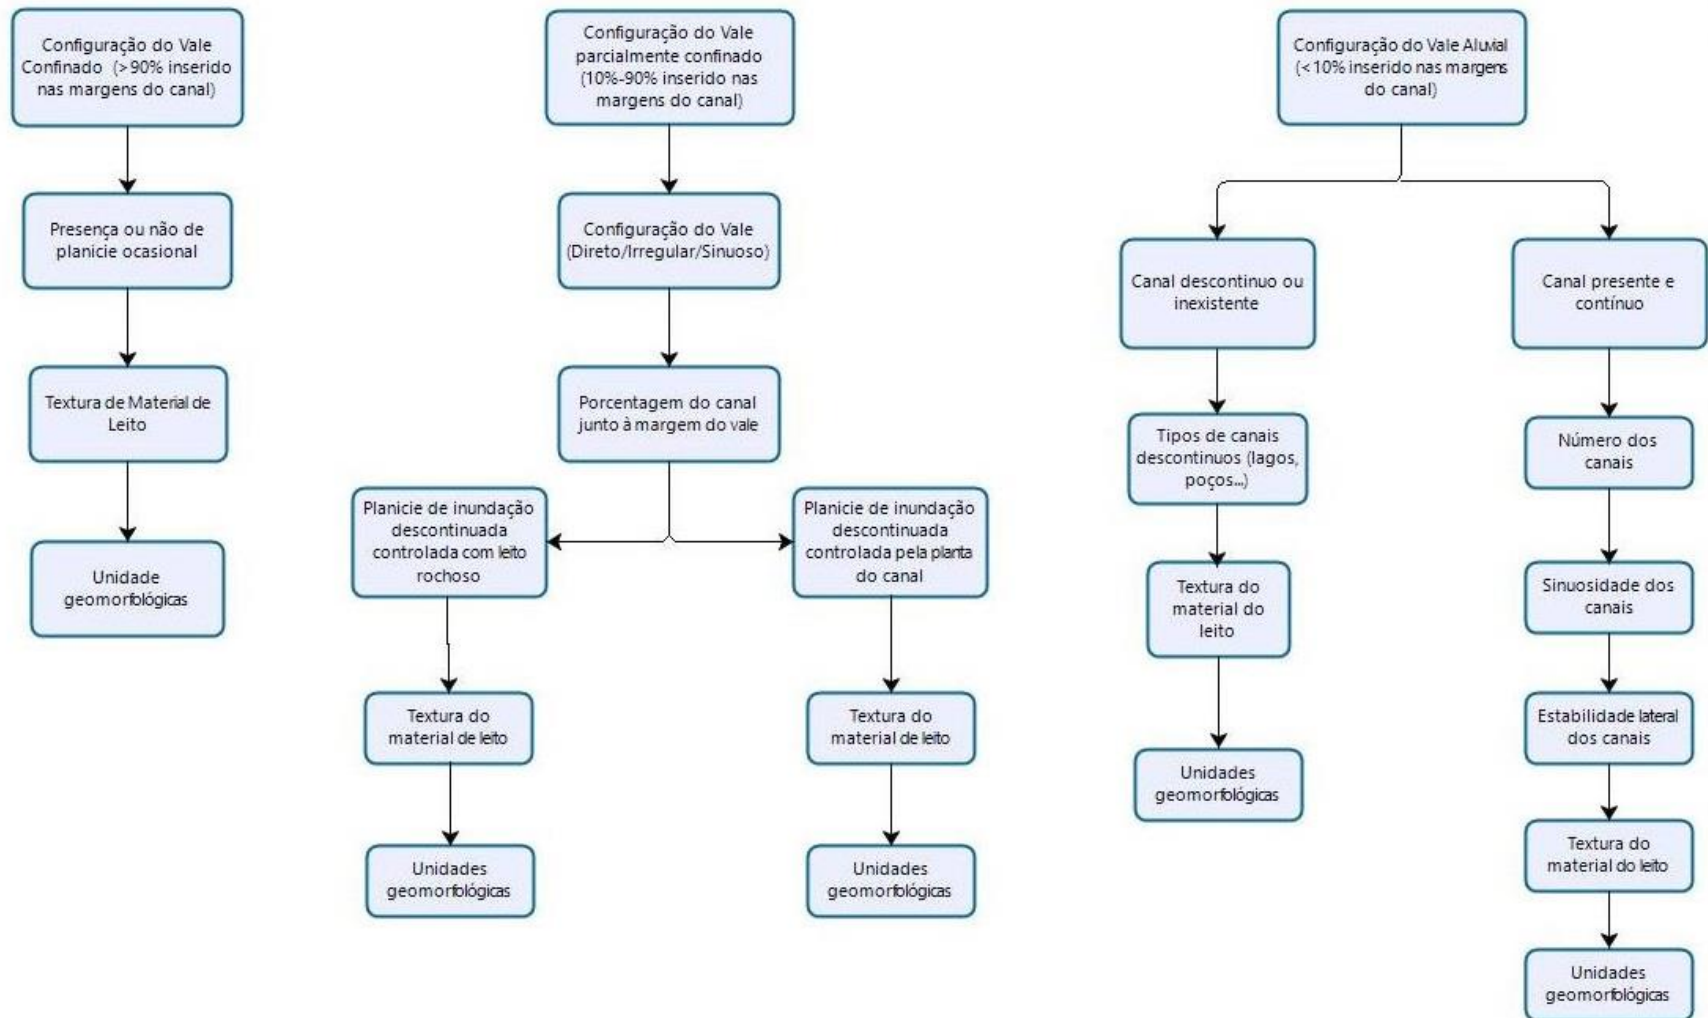 Configuração do Vale
Confinado (>90% inserido
nas margens do canal)
Presença ou não de
planicie ocasional
Textura de Material de
Leito
Unidade
geomorfológicas
Configuração do Vale
parcialmente confinado
(10%-90% inserido nas
margens do canal)
Configuração do Vale
(Direto/Irregular/Sinuoso)
Porcentagem do canal
junto à margem do vale
Planicie de inundação
descontinuada
controlada com leito
rochoso
Textura do
material de leito
Unidades
geomorfológicas
Planicie de inundação
descontinuada
controlada pela planta
do canal
Textura do
material de leito
Unidades
geomorfológicas
Configuração do Vale Aluvial
(<10% inserido nas margens
do canal)
Canal descontinuo ou
inexistente
Tipos de canais
descontinuos (lagos,
poços...)
Textura do
material do
leito
Unidades
geomorfológicas
Canal presente e
contínuo
Número dos
canais
Sinuosidade dos
canais
Estabilidade lateral
dos canais
Textura do
material do leito
Unidades
geomorfológicas